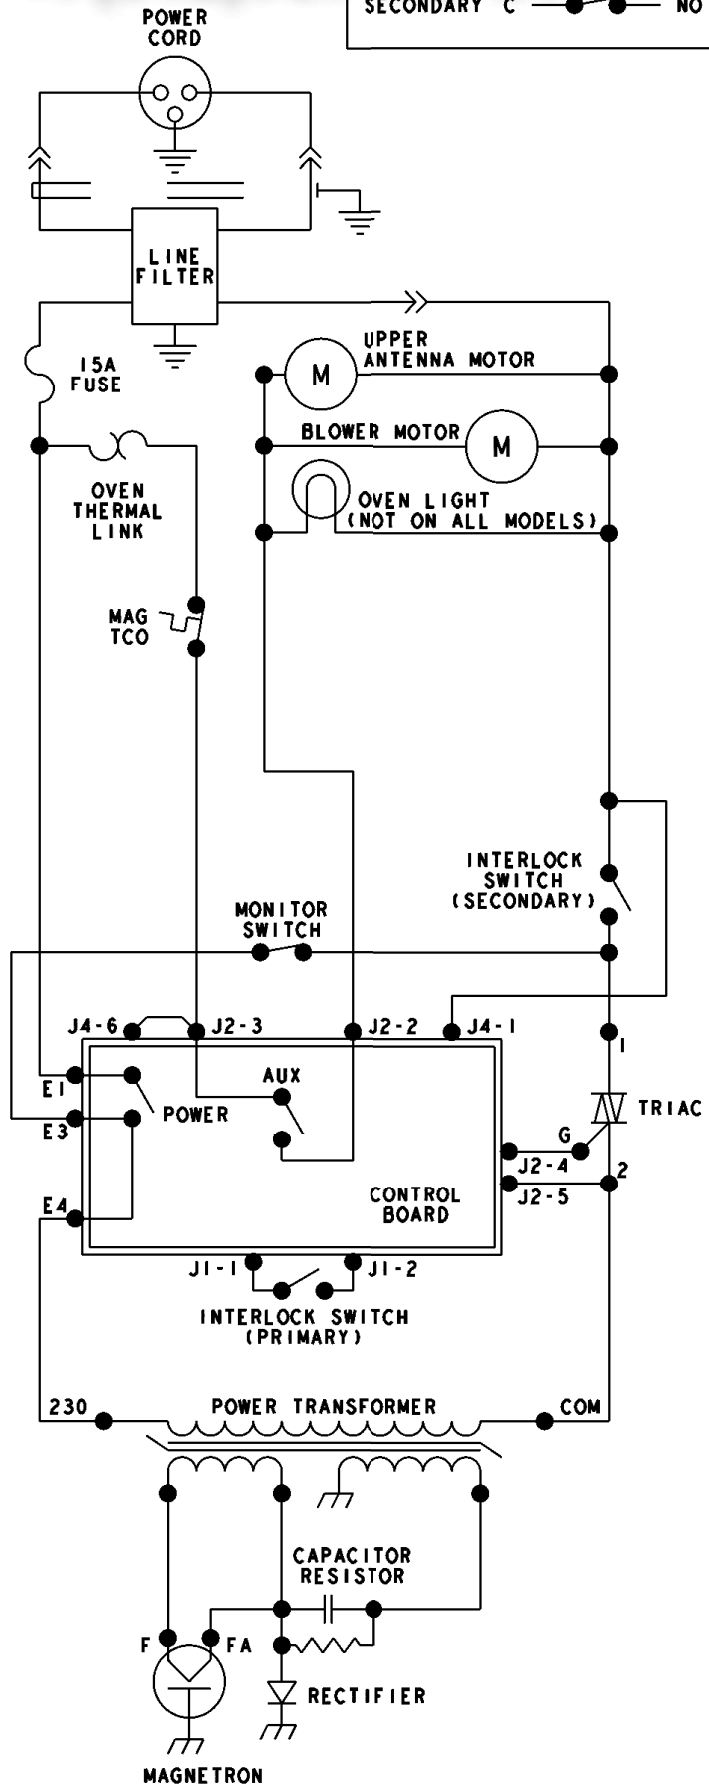 SECONDARY C NO
POWER
CORD
LINE
FILTER
15A
FUSE
UPPER
ANTENNA MOTOR
M
BLOWER MOTOR
M
OVEN
THERMAL
LINK
OVEN LIGHT
(NOT ON ALL MODELS)
MAG
TCO
INTERLOCK
SWITCH
(SECONDARY)
MONITOR
SWITCH
J4-6
J2-3
J2-2
J4-1
1
E1
AUX
POWER
TRIAC
E3
G
J2-4
2
J2-5
E4
CONTROL
BOARD
J1-1
J1-2
INTERLOCK SWITCH
(PRIMARY)
230
POWER TRANSFORMER
COM
CAPACITOR
RESISTOR
F
FA
RECTIFIER
MAGNETRON